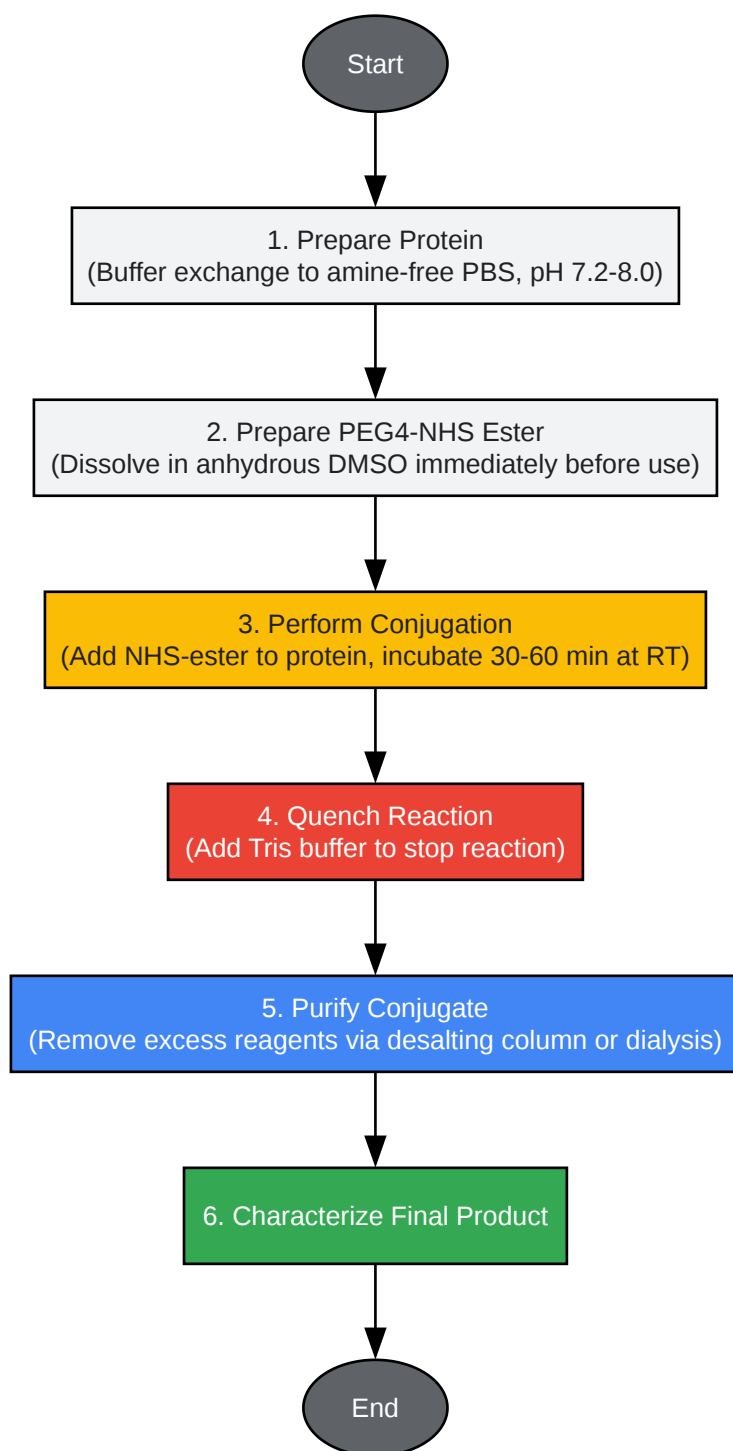 Start
1. Prepare Protein
(Buffer exchange to amine-free PBS, pH 7.2-8.0)
2. Prepare PEG4-NHS Ester
(Dissolve in anhydrous DMSO immediately before use)
3. Perform Conjugation
(Add NHS-ester to protein, incubate 30-60 min at RT)
4. Quench Reaction
(Add Tris buffer to stop reaction)
5. Purify Conjugate
(Remove excess reagents via desalting column or dialysis)
6. Characterize Final Product
End